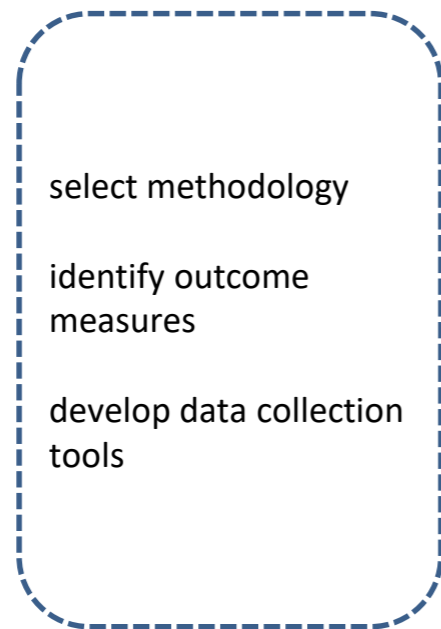 select methodology
identify outcome
measures
develop data collection
tools